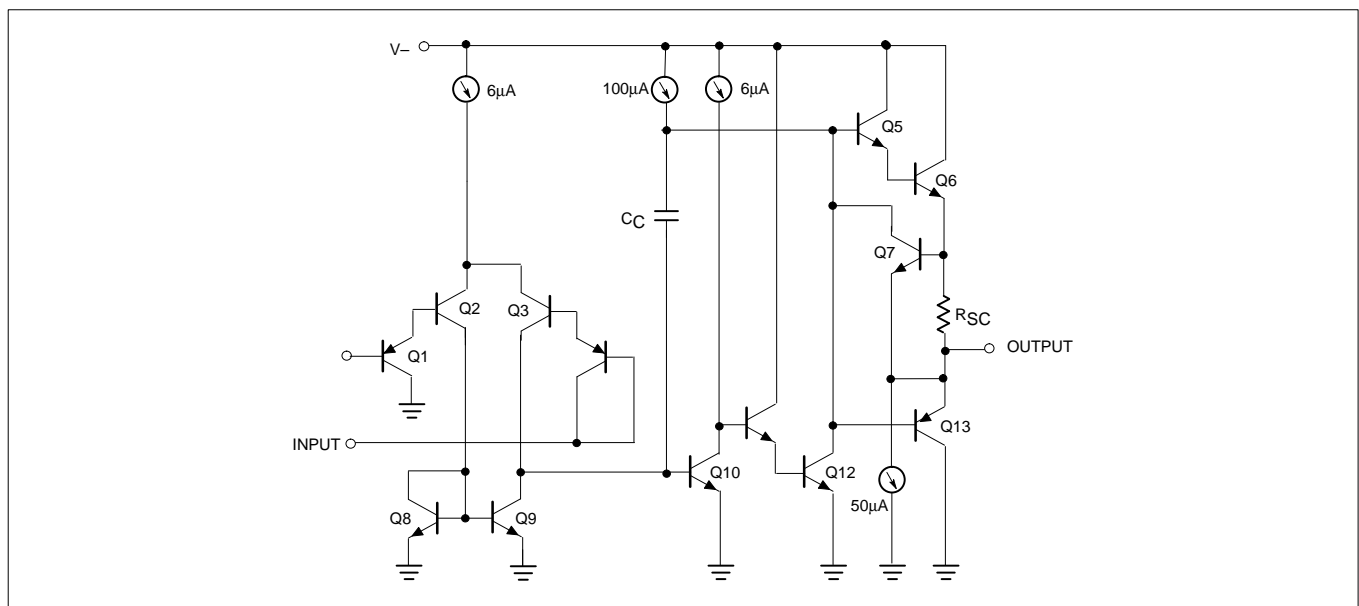 V–
6µA
100µA
6µA
Q5
Q6
CC
Q7
Q2
Q3
RSC
Q1
OUTPUT
INPUT
Q13
Q10
Q12
50µA
Q8
Q9